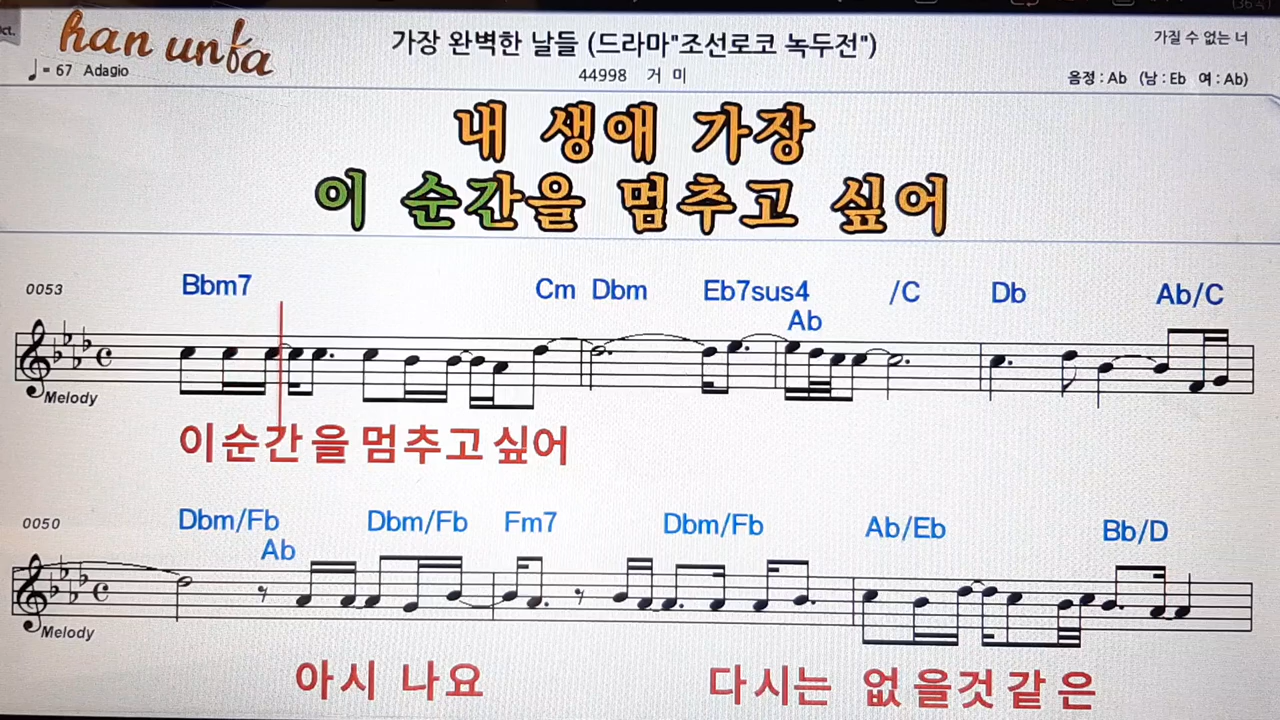 han unfa
가장 완벽한 날들 (드라마"조선로코 녹두전")
가질 수 없는 너
♩= 67 Adagio
44998 거 미
음정 : Ab (남 : Eb 여 : Ab)
내 생애 가장
이 순간을 멈추고 싶어
0053
Bbm7 Cm Dbm Eb7sus4 /C Db Ab/C
Ab
Melody
이순간을 멈추고싶어
0050
Dbm/Fb Dbm/Fb Fm7 Dbm/Fb Ab/Eb Bb/D
Ab
Melody
아시 나요 다시는 없을것같은